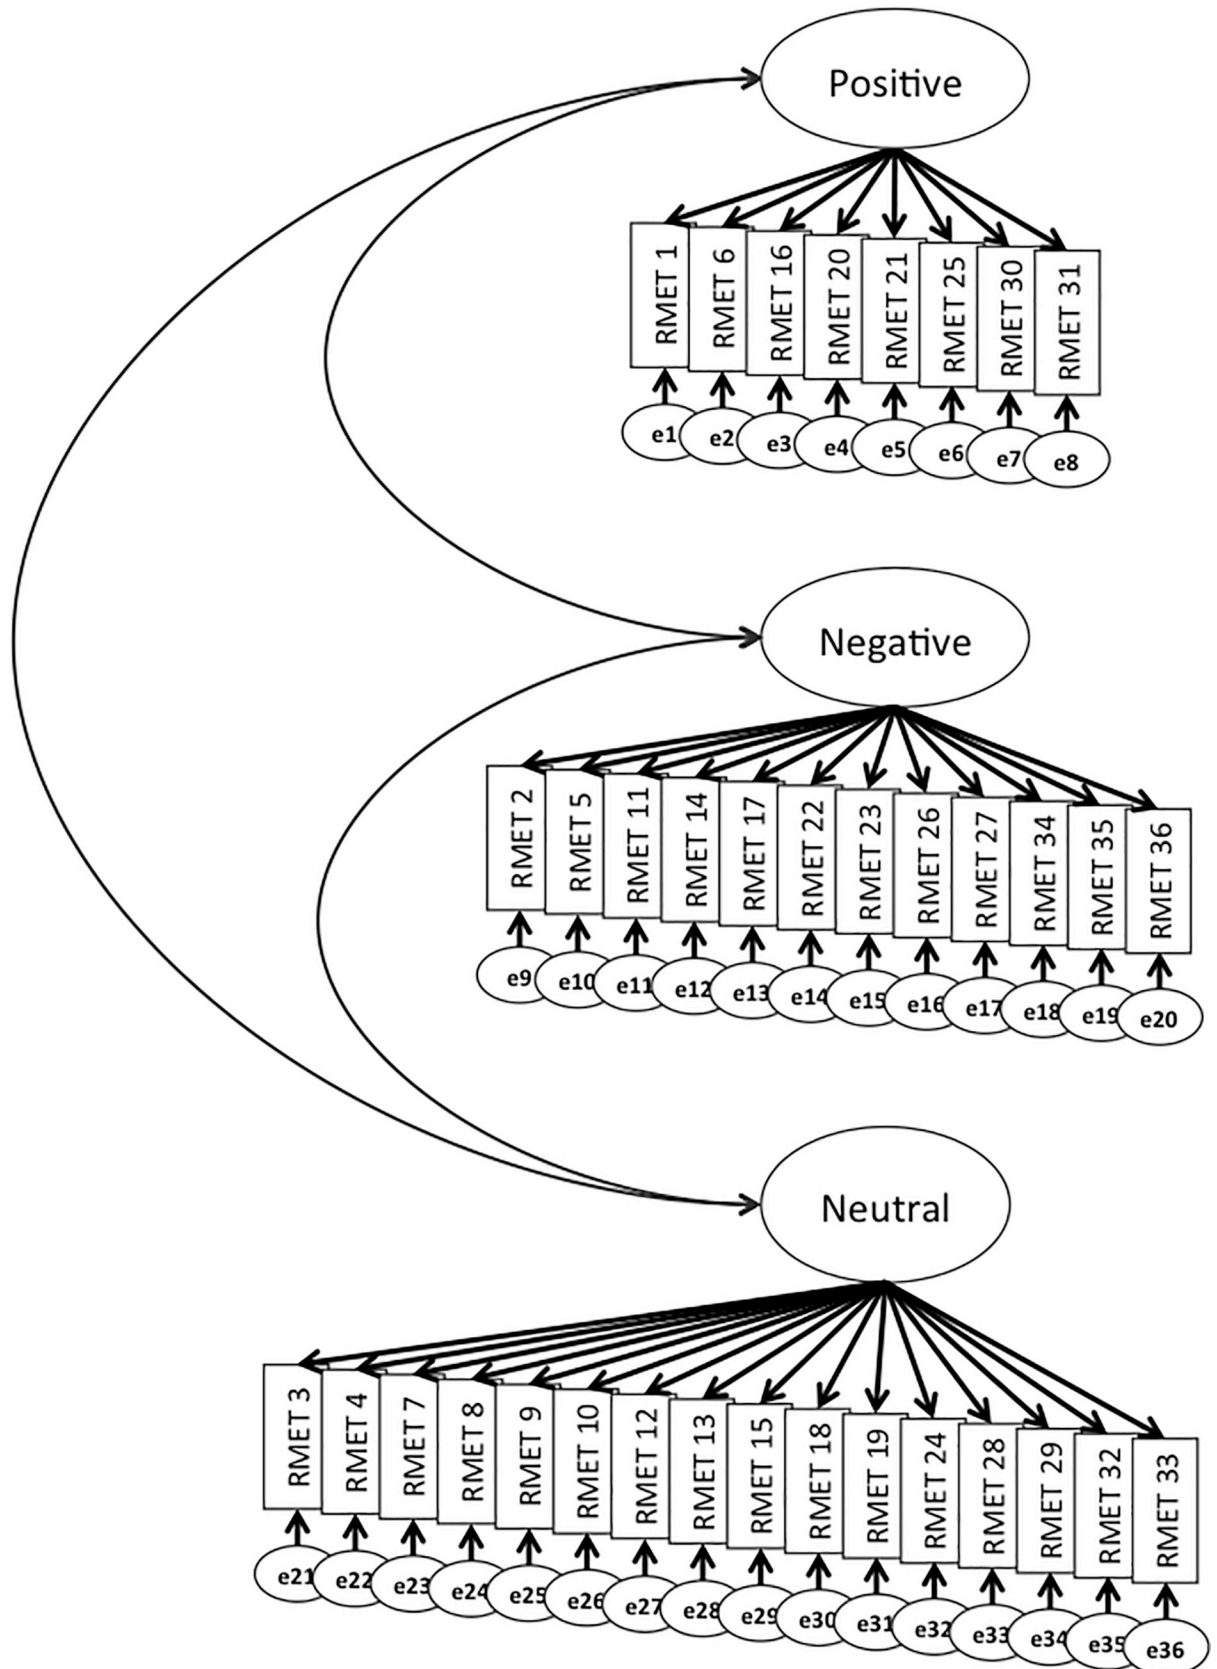 Positive
RMET 1
RMET 6
RMET 16
RMET 20
RMET 21
RMET 25
RMET 30
RMET 31
e1
e2
e3
e4
e5
e6
e7
e8
Negative
RMET 2
RMET 5
RMET 11
RMET 14
RMET 17
RMET 22
RMET 23
RMET 26
RMET 27
RMET 34
RMET 35
RMET 36
e9
e10
e11
e12
e13
e14
e15
e16
e17
e18
e19
e20
Neutral
RMET 3
RMET 4
RMET 7
RMET 8
RMET 9
RMET 10
RMET 12
RMET 13
RMET 15
RMET 18
RMET 19
RMET 24
RMET 28
RMET 29
RMET 32
RMET 33
e21
e22
e23
e24
e25
e26
e27
e28
e29
e30
e31
e32
e33
e34
e35
e36